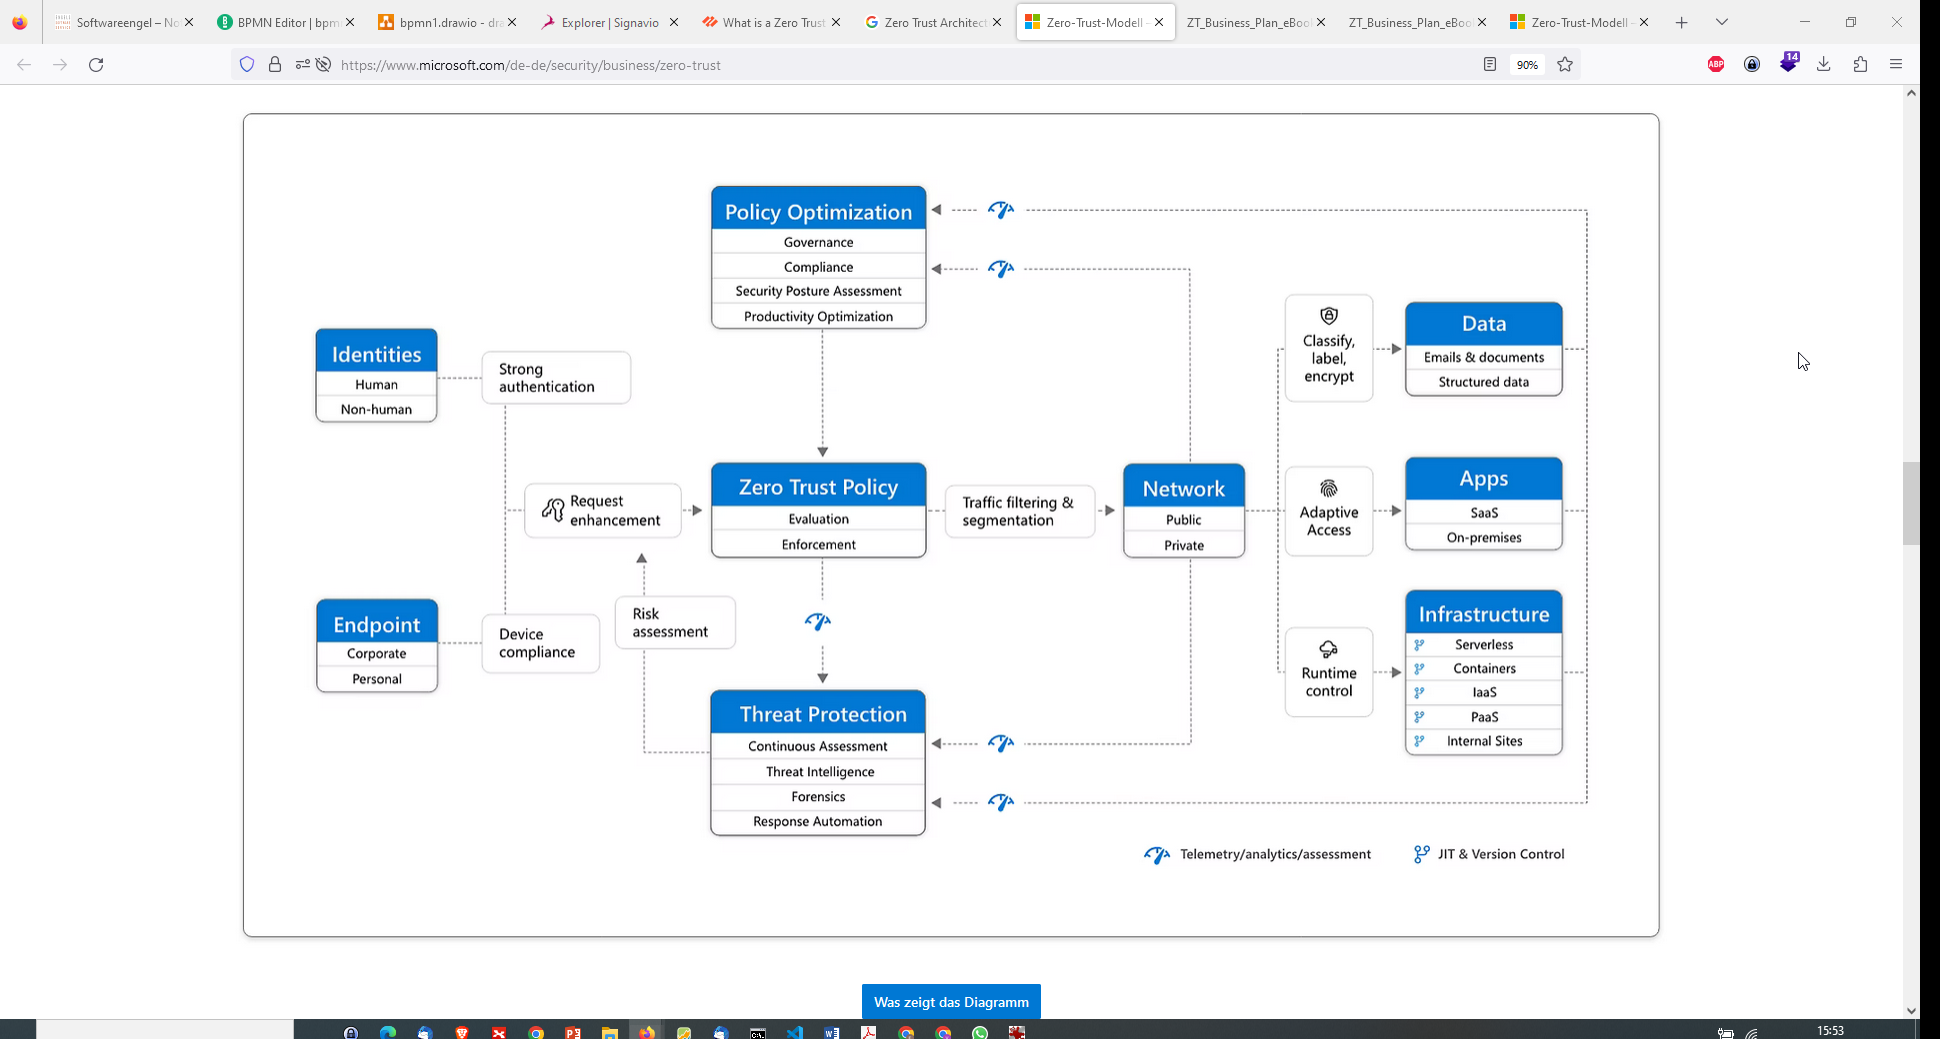 Softwareengel – No
BPMN Editor | bpm
bpmn1.drawio - dra
Explorer | Signavio
What is a Zero Trust
Zero Trust Architect
Zero-Trust-Modell –
ZT_Business_Plan_eBoo
ZT_Business_Plan_eBoo
Zero-Trust-Modell –
https://www.microsoft.com/de-de/security/business/zero-trust
90%
ABP
14
Policy Optimization
Governance
Compliance
Security Posture Assessment
Productivity Optimization
Identities
Human
Non-human
Strong
authentication
Classify,
label,
encrypt
Data
Emails & documents
Structured data
Request
enhancement
Zero Trust Policy
Evaluation
Enforcement
Traffic filtering &
segmentation
Network
Public
Private
Adaptive
Access
Apps
SaaS
On-premises
Endpoint
Corporate
Personal
Device
compliance
Risk
assessment
Runtime
control
Infrastructure
Serverless
Containers
IaaS
PaaS
Internal Sites
Threat Protection
Continuous Assessment
Threat Intelligence
Forensics
Response Automation
Telemetry/analytics/assessment
JIT & Version Control
Was zeigt das Diagramm
15:53